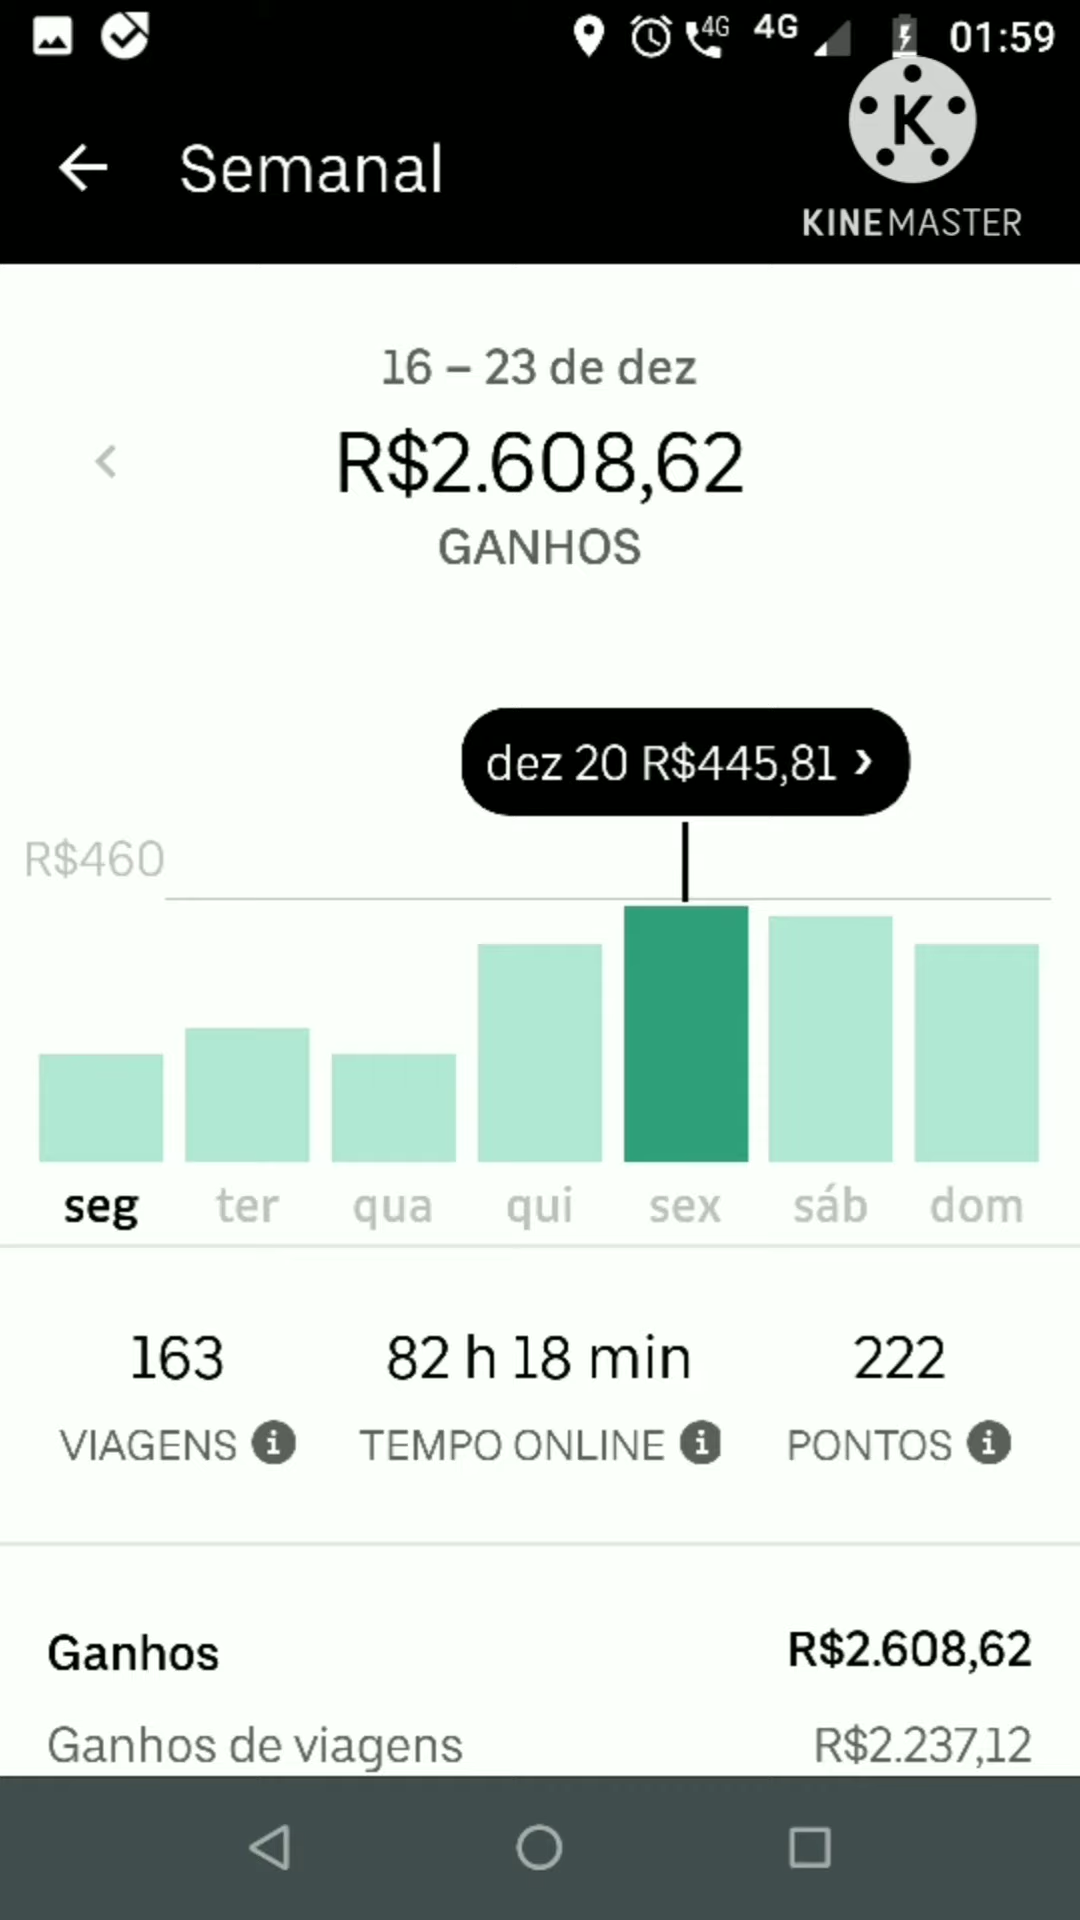 4G 4G 01:59
K
Semanal
KINEMASTER
16 – 23 de dez
R$2.608,62
GANHOS
dez 20 R$445,81
R$460
seg ter qua qui sex sáb dom
163 82 h 18 min 222
VIAGENS TEMPO ONLINE PONTOS
Ganhos R$2.608,62
Ganhos de viagens R$2.237,12